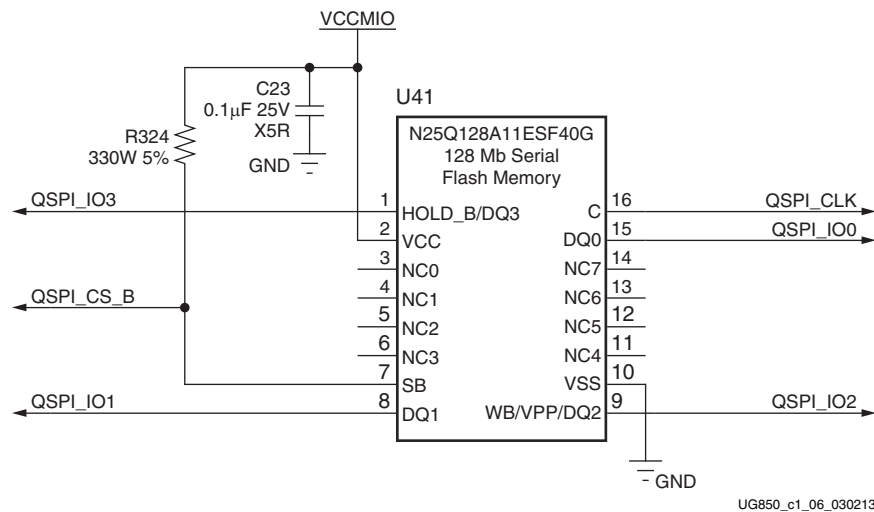 VCCMIO
C23
0.1µF 25V
X5R
GND
R324
330W 5%
U41
N25Q128A11ESF40G
128 Mb Serial
Flash Memory
QSPI_IO3
1
HOLD_B/DQ3
2
VCC
3
NC0
QSPI_CS_B
4
NC1
5
NC2
6
NC3
7
SB
QSPI_IO1
8
DQ1
C
16
QSPI_CLK
DQ0
15
QSPI_IO0
NC7
14
NC6
13
NC5
12
NC4
11
VSS
10
WB/VPP/DQ2
9
QSPI_IO2
GND
UG850_c1_06_030213